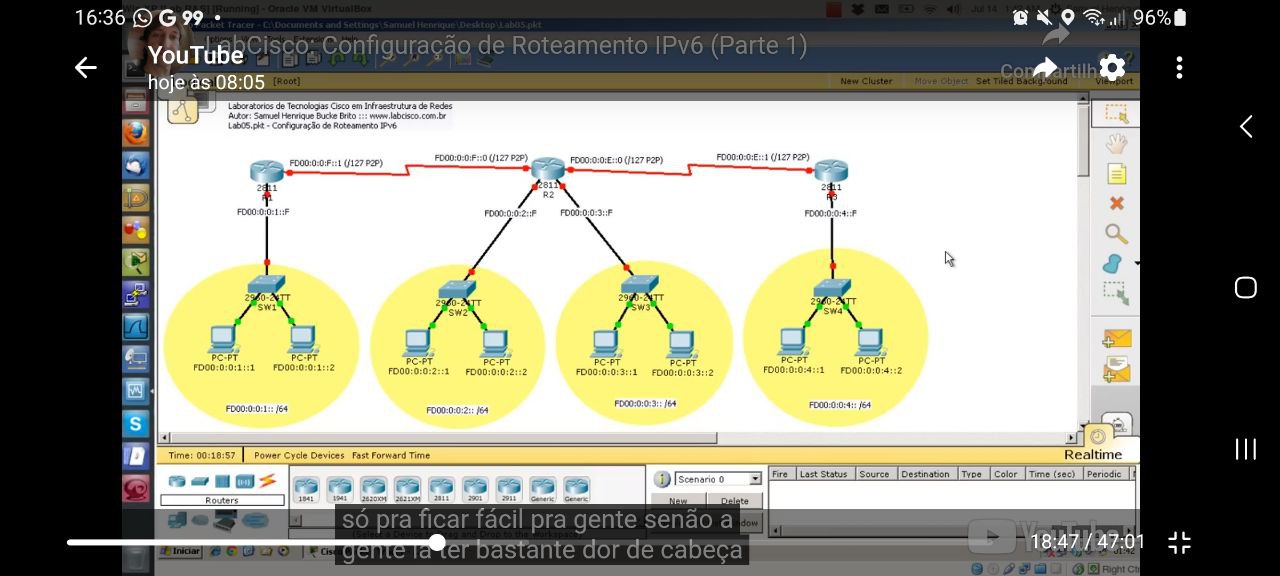 16:36 G 99 96%
[Running] - Oracle VM VirtualBox
Packet Tracer - C:\Documents and Settings\Samuel Henrique\Desktop\Lab05.pkt
LabCisco: Configuração de Roteamento IPv6 (Parte 1)
YouTube
hoje às 08:05
Compartilh
[Root] New Cluster Move Object Set Tiled Background Viewport
Laboratorios de Tecnologias Cisco em Infraestrutura de Redes
Autor: Samuel Henrique Bucke Brito ::: www.labcisco.com.br
Lab05.pkt - Configuração de Roteamento IPv6
FD00:0:0:F::1 (/127 P2P) FD00:0:0:F::0 (/127 P2P) FD00:0:0:E::0 (/127 P2P) FD00:0:0:E::1 (/127 P2P)
2811 2811 2811
R1 R2 R3
FD00:0:0:1::F FD00:0:0:2::F FD00:0:0:3::F FD00:0:0:4::F
2960-24TT 2960-24TT 2960-24TT 2960-24TT
SW1 SW2 SW3 SW4
PC-PT PC-PT PC-PT PC-PT PC-PT PC-PT PC-PT PC-PT
FD00:0:0:1::1 FD00:0:0:1::2 FD00:0:0:2::1 FD00:0:0:2::2 FD00:0:0:3::1 FD00:0:0:3::2 FD00:0:0:4::1 FD00:0:0:4::2
FD00:0:0:1:: /64 FD00:0:0:2:: /64 FD00:0:0:3:: /64 FD00:0:0:4:: /64
Time: 00:18:57 Power Cycle Devices Fast Forward Time Realtime
Routers
1841 1941 2620XM 2621XM 2811 2901 2911 Generic Generic
Scenario 0
New Delete
Fire Last Status Source Destination Type Color Time (sec) Periodic
só pra ficar fácil pra gente senão a
gente ia ter bastante dor de cabeça
YouTube
18:47 / 47:01
Iniciar
Right Ct